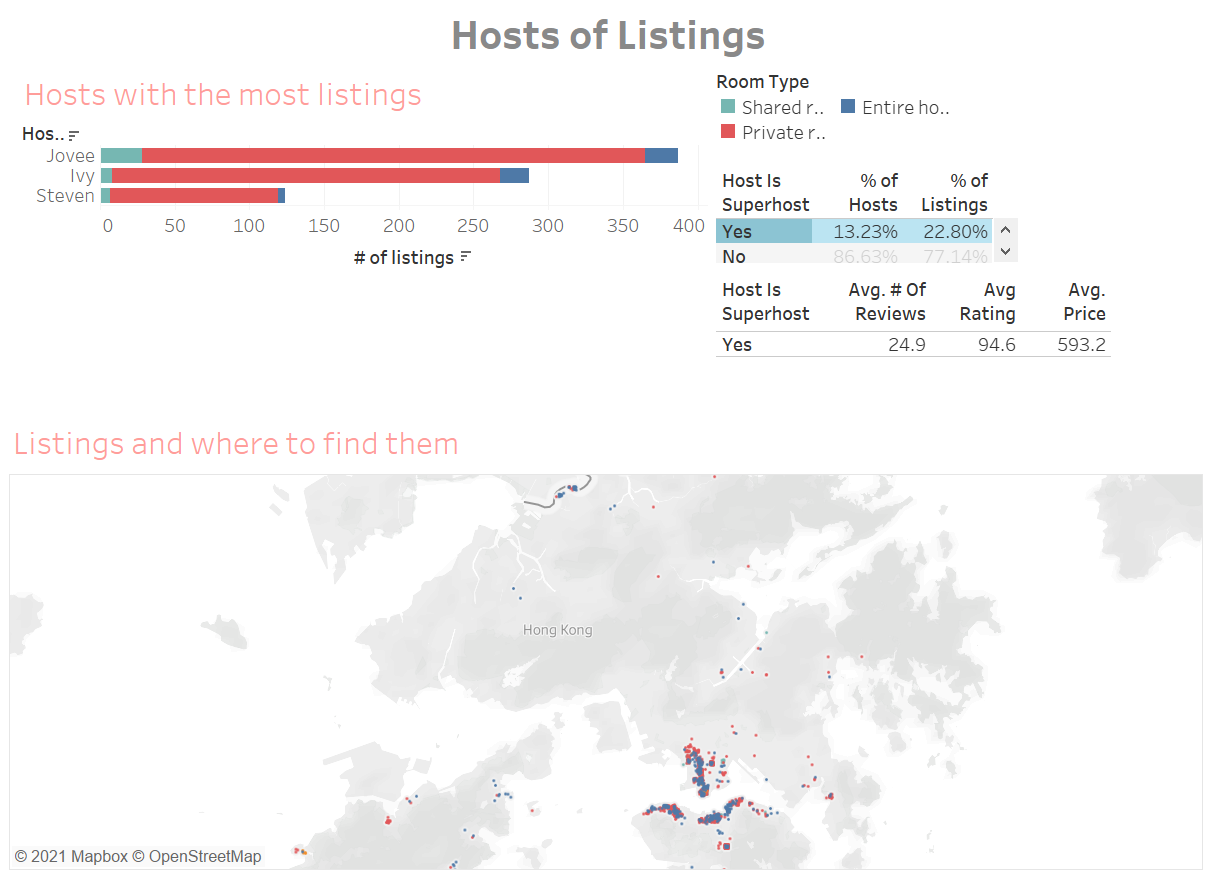 Hosts of Listings
Hosts with the most listings
Hos..
Jovee
Ivy
Steven
0 50 100 150 200 250 300 350 400
# of listings
Room Type
Shared r.. Entire ho..
Private r..
Host Is Superhost % of Hosts % of Listings
Yes 13.23% 22.80%
No 86.63% 77.14%
Host Is Superhost Avg. # Of Reviews Avg Rating Avg. Price
Yes 24.9 94.6 593.2
Listings and where to find them
Hong Kong
© 2021 Mapbox © OpenStreetMap